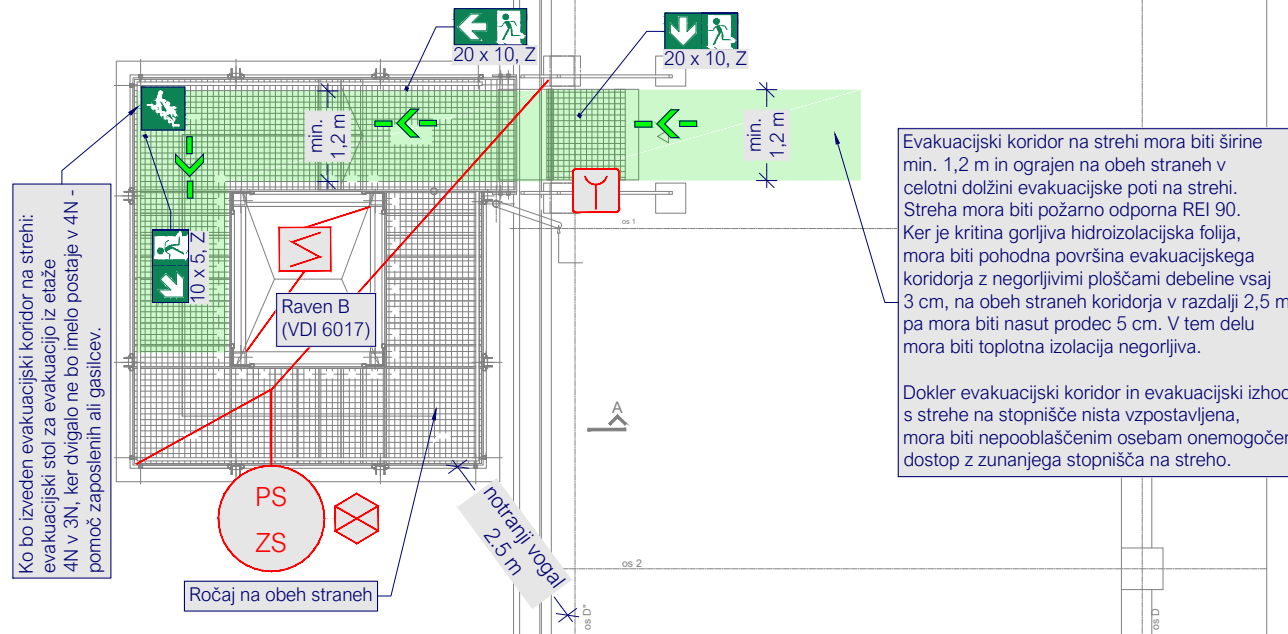 20 x 10, Z
20 x 10, Z
min.
1,2 m
min.
1,2 m
Evakuacijski koridor na strehi mora biti širine
min. 1,2 m in ograjen na obeh straneh v
celotni dolžini evakuacijske poti na strehi.
Streha mora biti požarno odporna REI 90.
Ker je kritina gorljiva hidroizolacijska folija,
mora biti pohodna površina evakuacijskega
koridorja z negorljivimi ploščami debeline vsaj
3 cm, na obeh straneh koridorja v razdalji 2,5 m
pa mora biti nasut prodec 5 cm. V tem delu
mora biti toplotna izolacija negorljiva.
Dokler evakuacijski koridor in evakuacijski izhod
s strehe na stopnišče nista vzpostavljena,
mora biti nepooblaščenim osebam onemogočen
dostop z zunanjega stopnišča na streho.
Ko bo izveden evakuacijski koridor na strehi:
evakuacijski stol za evakuacijo iz etaže
4N v 3N, ker dvigalo ne bo imelo postaje v 4N -
pomoč zaposlenih ali gasilcev.
10 x 5, Z
Raven B
(VDI 6017)
os 1
A
PS
ZS
notranji vogal
2.5 m
Ročaj na obeh straneh
os 2
os D*
os D